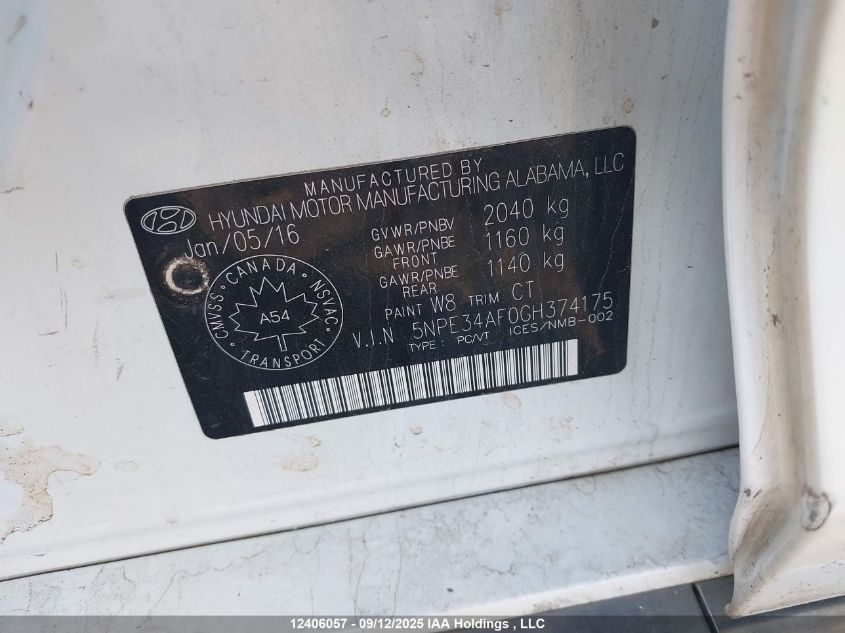 MANUFACTURED BY
HYUNDAI MOTOR MANUFACTURING ALABAMA, LLC
Jan/05/16
GVWR/PNBV 2040 kg
GAWR/PNBE FRONT 1160 kg
GAWR/PNBE REAR 1140 kg
PAINT W8 TRIM CT
V.I.N 5NPE34AF0GH374175
TYPE: PC/VT ICES/NMB-002
CANADA
CMVSS NSVAC
A54
TRANSPORT
12406057 - 09/12/2025 IAA Holdings , LLC